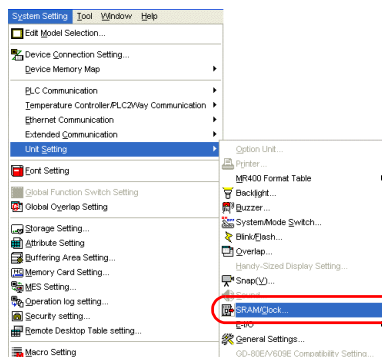 System Setting Tool Window Help
Edit Model Selection...
Device Connection Setting...
Device Memory Map
PLC Communication
Temperature Controller/PLC2Way Communication
Ethernet Communication
Extended Communication
Unit Setting
Font Setting
Global Function Switch Setting
Global Overlap Setting
Storage Setting...
Attribute Setting
Buffering Area Setting...
Memory Card Setting...
MES Setting...
Operation log setting...
Security setting...
Remote Desktop Table setting...
Macro Setting
Option Unit...
Printer...
MR400 Format Table
Backlight...
Buzzer...
System/Mode Switch...
Blink/Flash...
Overlap...
Handy-Sized Display Setting...
Snap(V)...
Sound...
SRAM/Clock...
E-I/O
General Settings...
GD-80E/V609E Compatibility Setting...